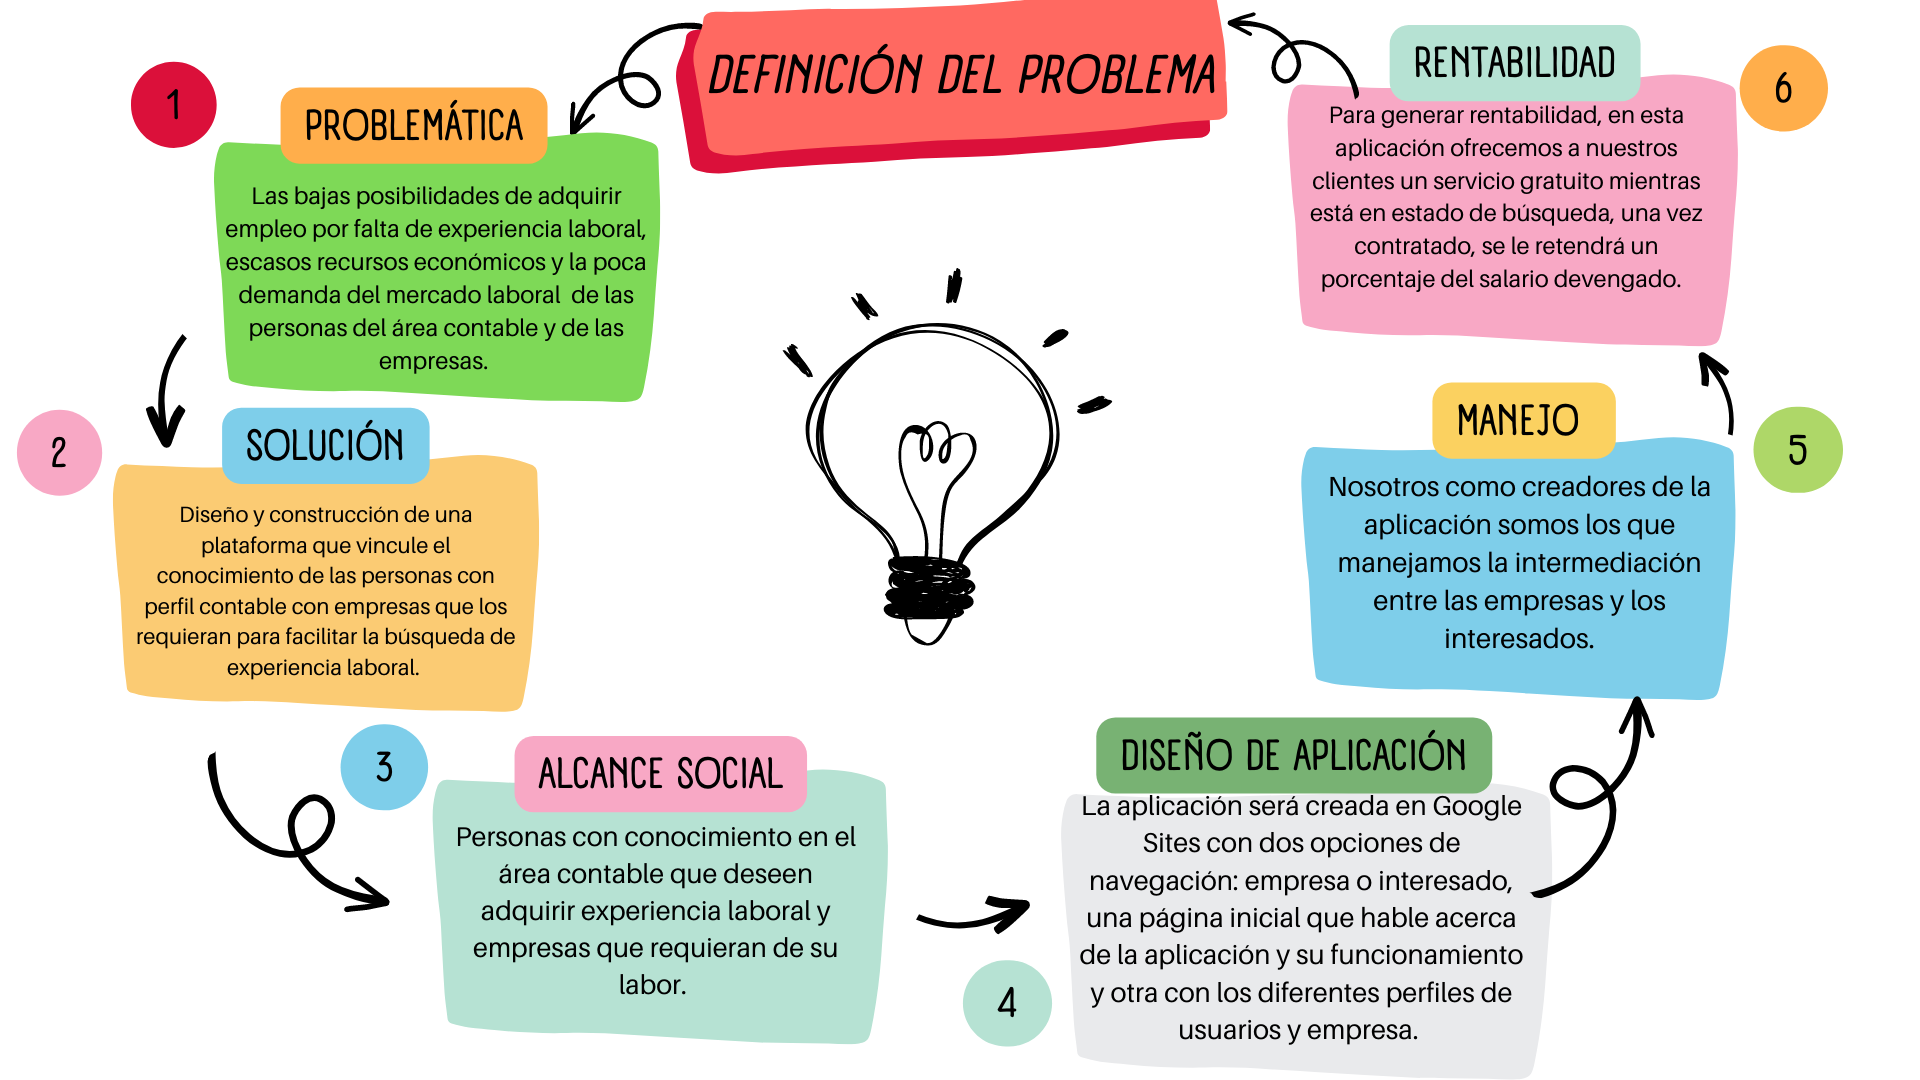 DEFINICIÓN DEL PROBLEMA
1
PROBLEMÁTICA
Las bajas posibilidades de adquirir
empleo por falta de experiencia laboral,
escasos recursos económicos y la poca
demanda del mercado laboral de las
personas del área contable y de las
empresas.
2
SOLUCIÓN
Diseño y construcción de una
plataforma que vincule el
conocimiento de las personas con
perfil contable con empresas que los
requieran para facilitar la búsqueda de
experiencia laboral.
3
ALCANCE SOCIAL
Personas con conocimiento en el
área contable que deseen
adquirir experiencia laboral y
empresas que requieran de su
labor.
4
DISEÑO DE APLICACIÓN
La aplicación será creada en Google
Sites con dos opciones de
navegación: empresa o interesado,
una página inicial que hable acerca
de la aplicación y su funcionamiento
y otra con los diferentes perfiles de
usuarios y empresa.
5
MANEJO
Nosotros como creadores de la
aplicación somos los que
manejamos la intermediación
entre las empresas y los
interesados.
6
RENTABILIDAD
Para generar rentabilidad, en esta
aplicación ofrecemos a nuestros
clientes un servicio gratuito mientras
está en estado de búsqueda, una vez
contratado, se le retendrá un
porcentaje del salario devengado.